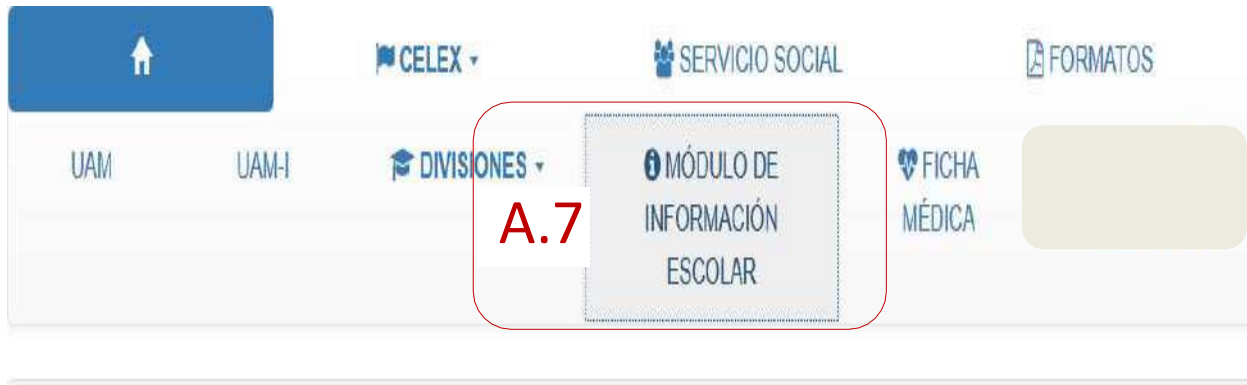 CELEX
SERVICIO SOCIAL
FORMATOS
UAM
UAM-I
DIVISIONES
MÓDULO DE
INFORMACIÓN
ESCOLAR
FICHA
MÉDICA
A.7